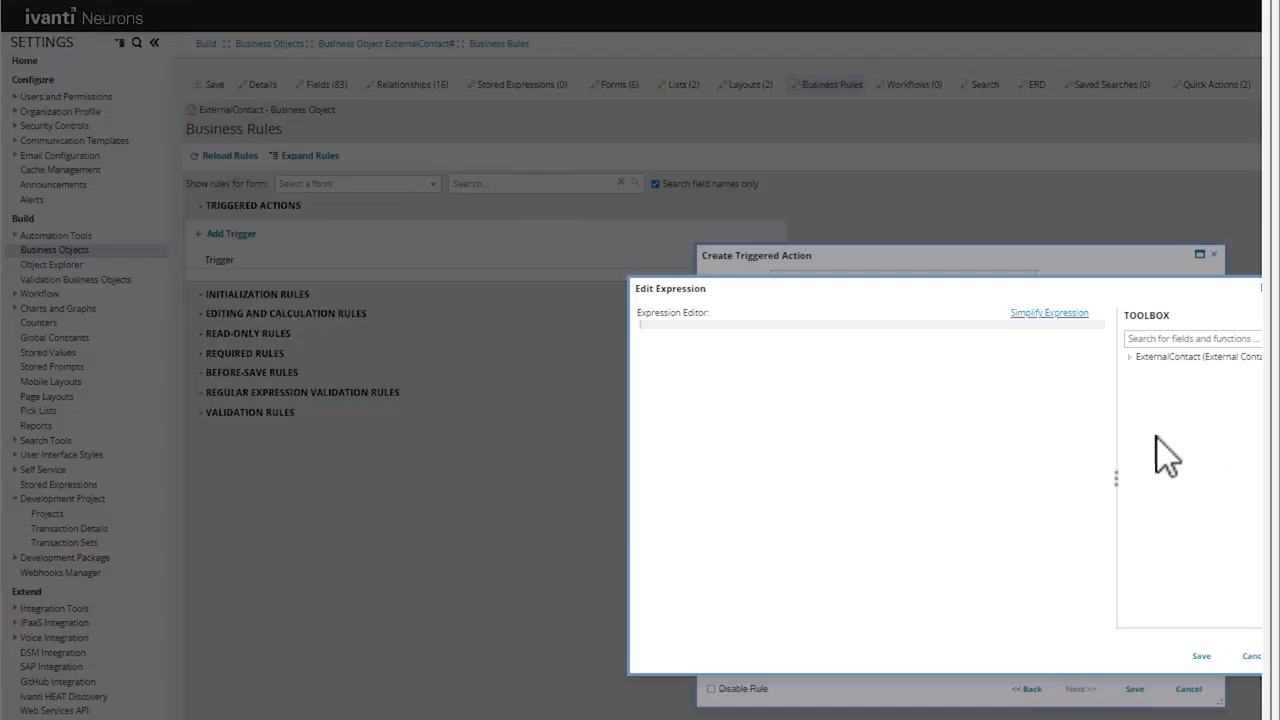 ivanti Neurons
SETTINGS
Home
Configure
Users and Permissions
Organization Profile
Security Controls
Communication Templates
Email Configuration
Cache Management
Announcements
Alerts
Build
Automation Tools
Business Objects
Object Explorer
Validation Business Objects
Workflow
Charts and Graphs
Counters
Global Constants
Stored Values
Stored Prompts
Mobile Layouts
Page Layouts
Pick Lists
Reports
Search Tools
User Interface Styles
Self Service
Stored Expressions
Development Project
Projects
Transaction Details
Transaction Sets
Development Package
Webhooks Manager
Extend
Integration Tools
iPaaS Integration
Voice Integration
DSM Integration
SAP Integration
GitHub Integration
Ivanti HEAT Discovery
Web Services API
Build :: Business Objects :: Business Object ExternalContact# :: Business Rules
Save Details Fields (83) Relationships (16) Stored Expressions (0) Forms (6) Lists (2) Layouts (2) Business Rules Workflows (0) Search ERD Saved Searches (0) Quick Actions (2)
ExternalContact - Business Object
Business Rules
Reload Rules Expand Rules
Show rules for form: Select a form Search... Search field names only
- TRIGGERED ACTIONS
+ Add Trigger
Trigger
- INITIALIZATION RULES
- EDITING AND CALCULATION RULES
- READ-ONLY RULES
- REQUIRED RULES
- BEFORE-SAVE RULES
- REGULAR EXPRESSION VALIDATION RULES
- VALIDATION RULES
Create Triggered Action
Edit Expression
Expression Editor: Simplify Expression
TOOLBOX
Search for fields and functions ...
ExternalContact (External Conta
Save Canc
Disable Rule << Back Next >> Save Cancel